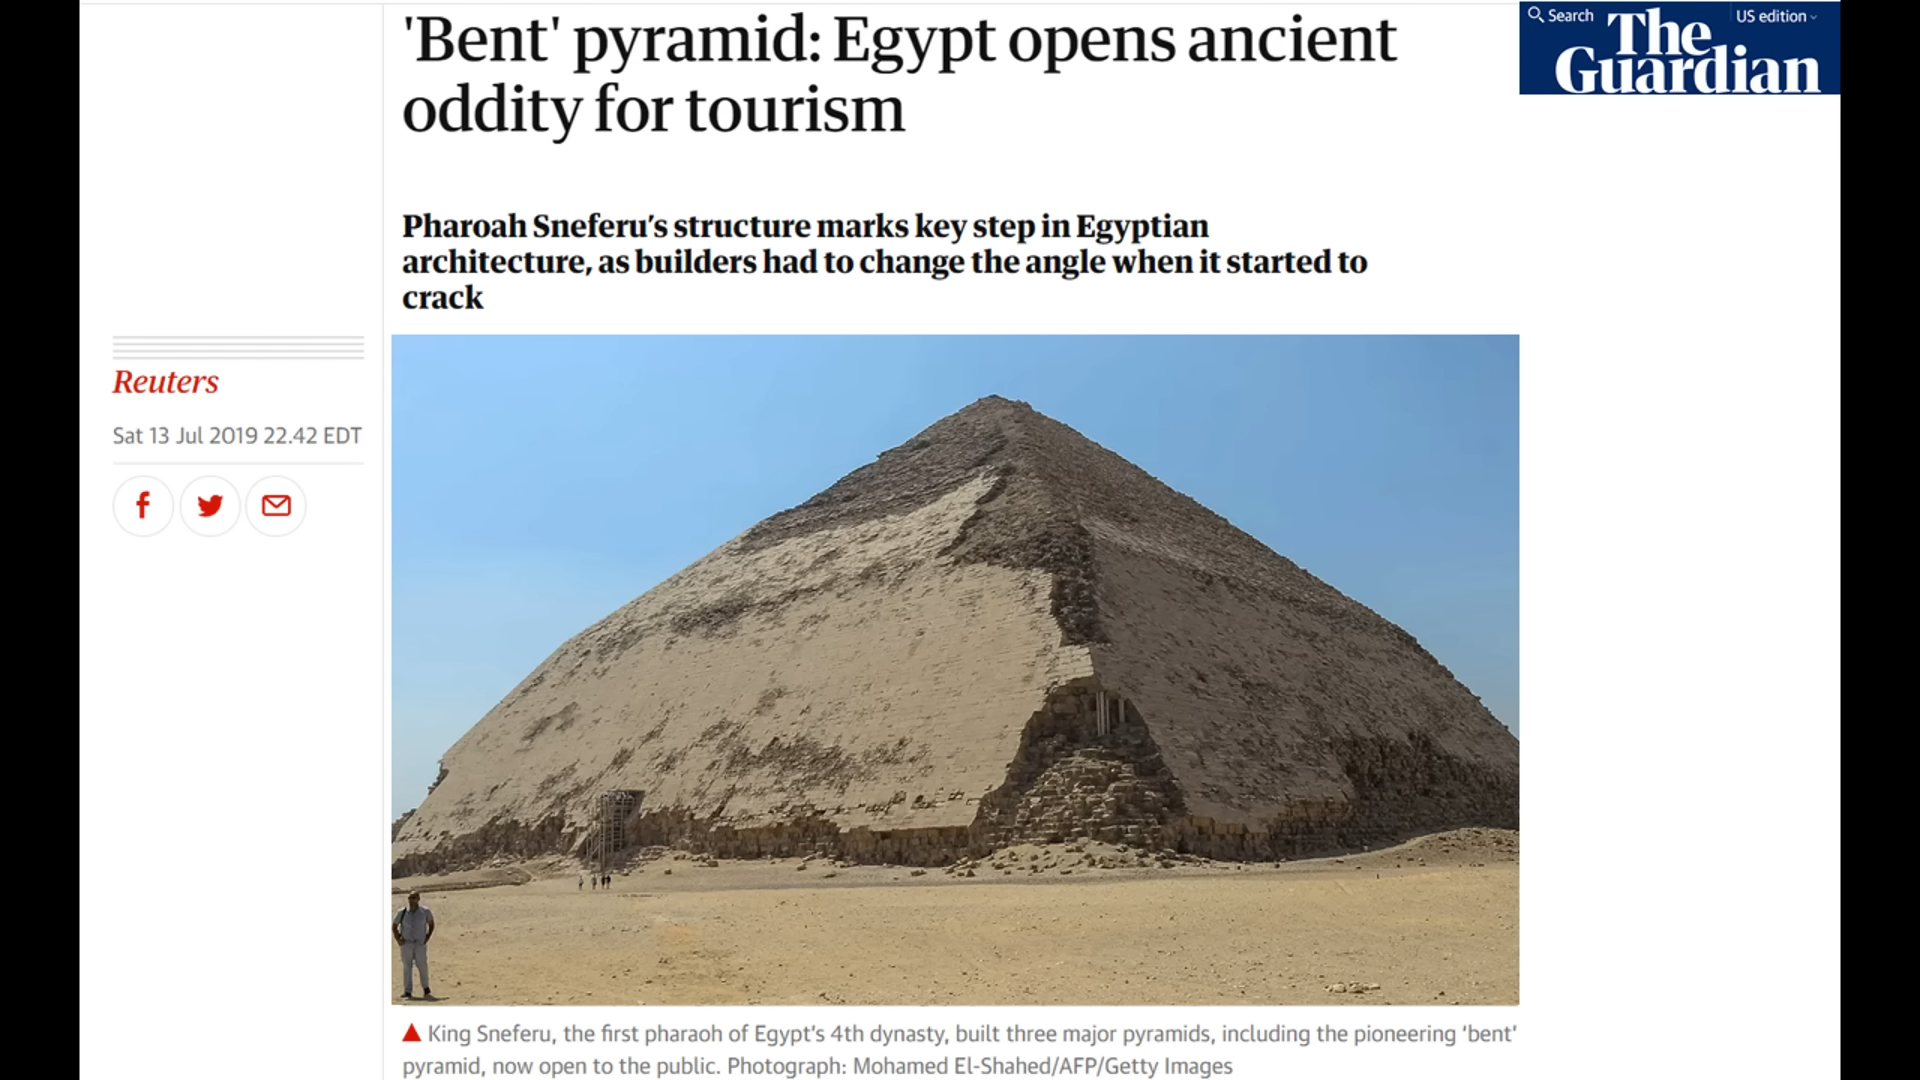 'Bent' pyramid: Egypt opens ancient
oddity for tourism
Search
US edition
The
Guardian
Pharoah Sneferu’s structure marks key step in Egyptian
architecture, as builders had to change the angle when it started to
crack
Reuters
Sat 13 Jul 2019 22.42 EDT
King Sneferu, the first pharaoh of Egypt’s 4th dynasty, built three major pyramids, including the pioneering ‘bent’
pyramid, now open to the public. Photograph: Mohamed El-Shahed/AFP/Getty Images